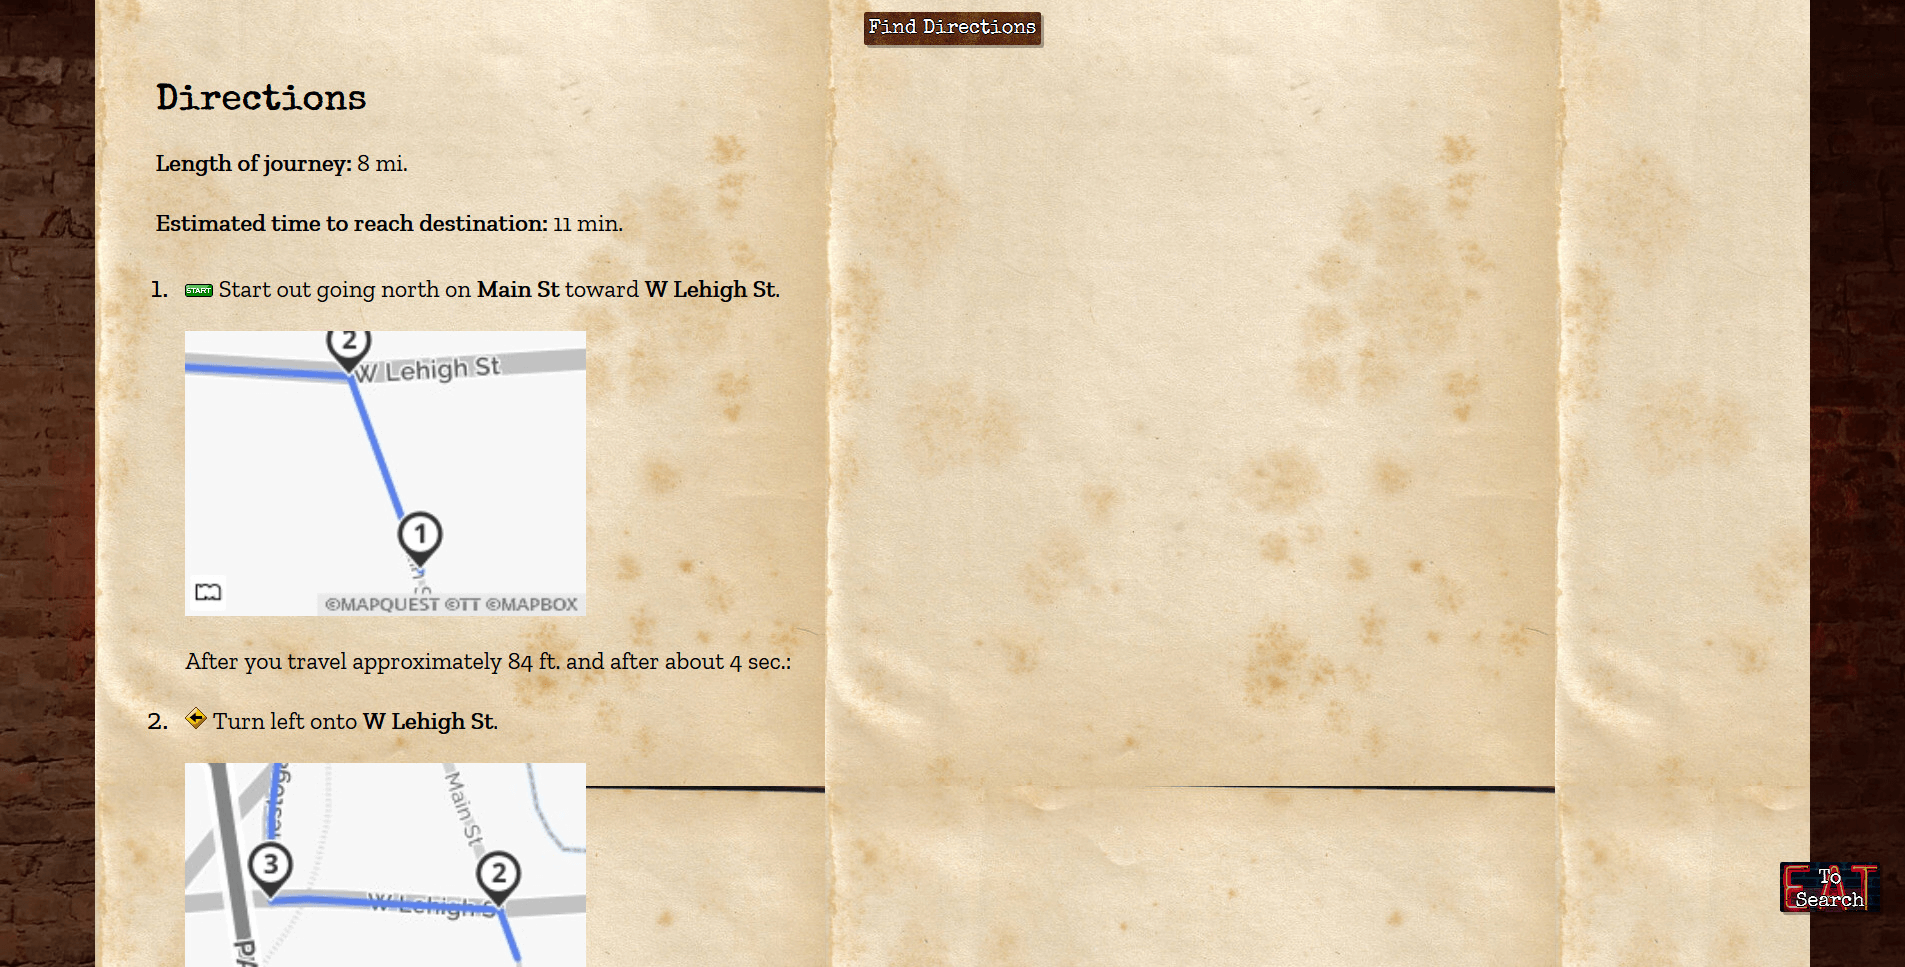 Find Directions
Directions
Length of journey: 8 mi.
Estimated time to reach destination: 11 min.
1. START Start out going north on Main St toward W Lehigh St.
2
W Lehigh St
1
©MAPQUEST ©TT ©MAPBOX
After you travel approximately 84 ft. and after about 4 sec.:
2. Turn left onto W Lehigh St.
Main St
3
2
W Lehigh S
EAT
To
Search